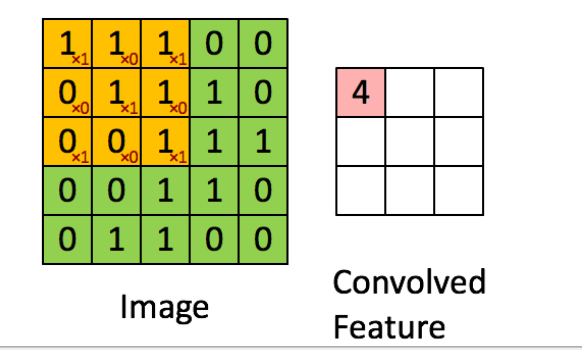 1×1 1×0 1×1 0 0
0×0 1×1 1×0 1 0
4
0×1 0×0 1×1 1 1
0 0 1 1 0
0 1 1 0 0
Image
Convolved
Feature